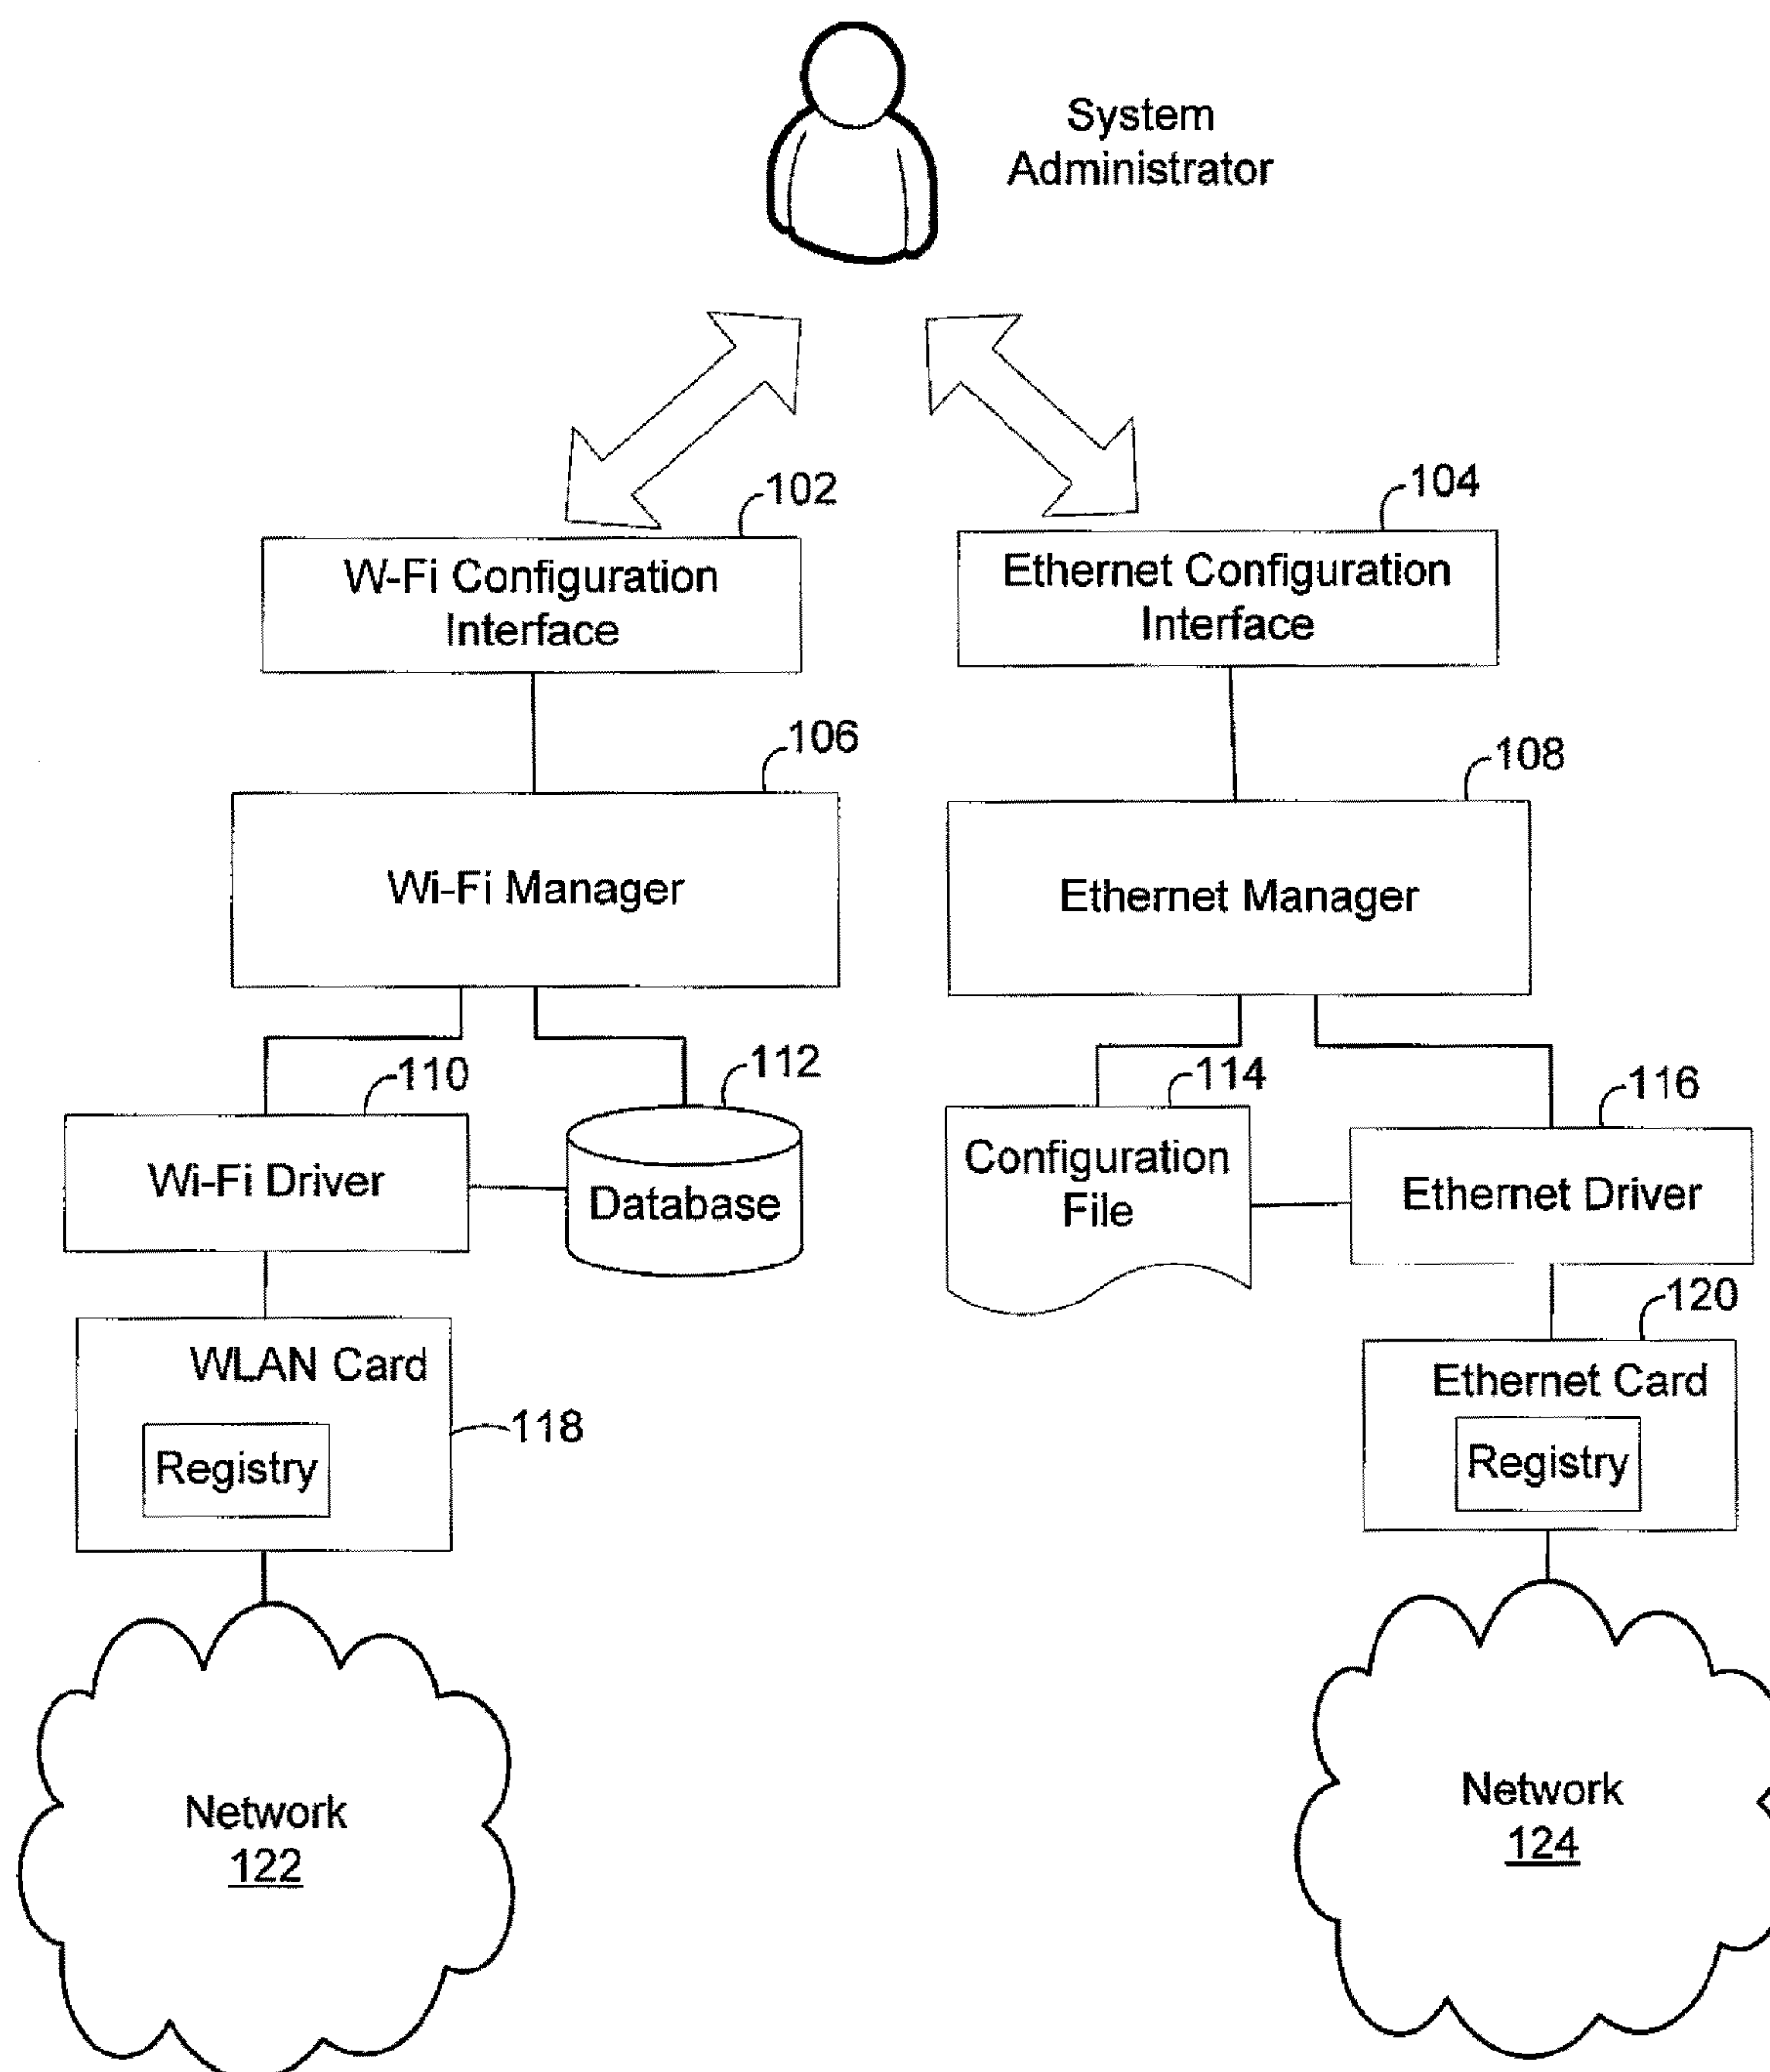 System
Administrator
102
104
W-Fi Configuration
Interface
Ethernet Configuration
Interface
106
108
Wi-Fi Manager
Ethernet Manager
110
112
114
116
Wi-Fi Driver
Database
Configuration
File
Ethernet Driver
120
WLAN Card
118
Registry
Ethernet Card
Registry
Network
122
Network
124